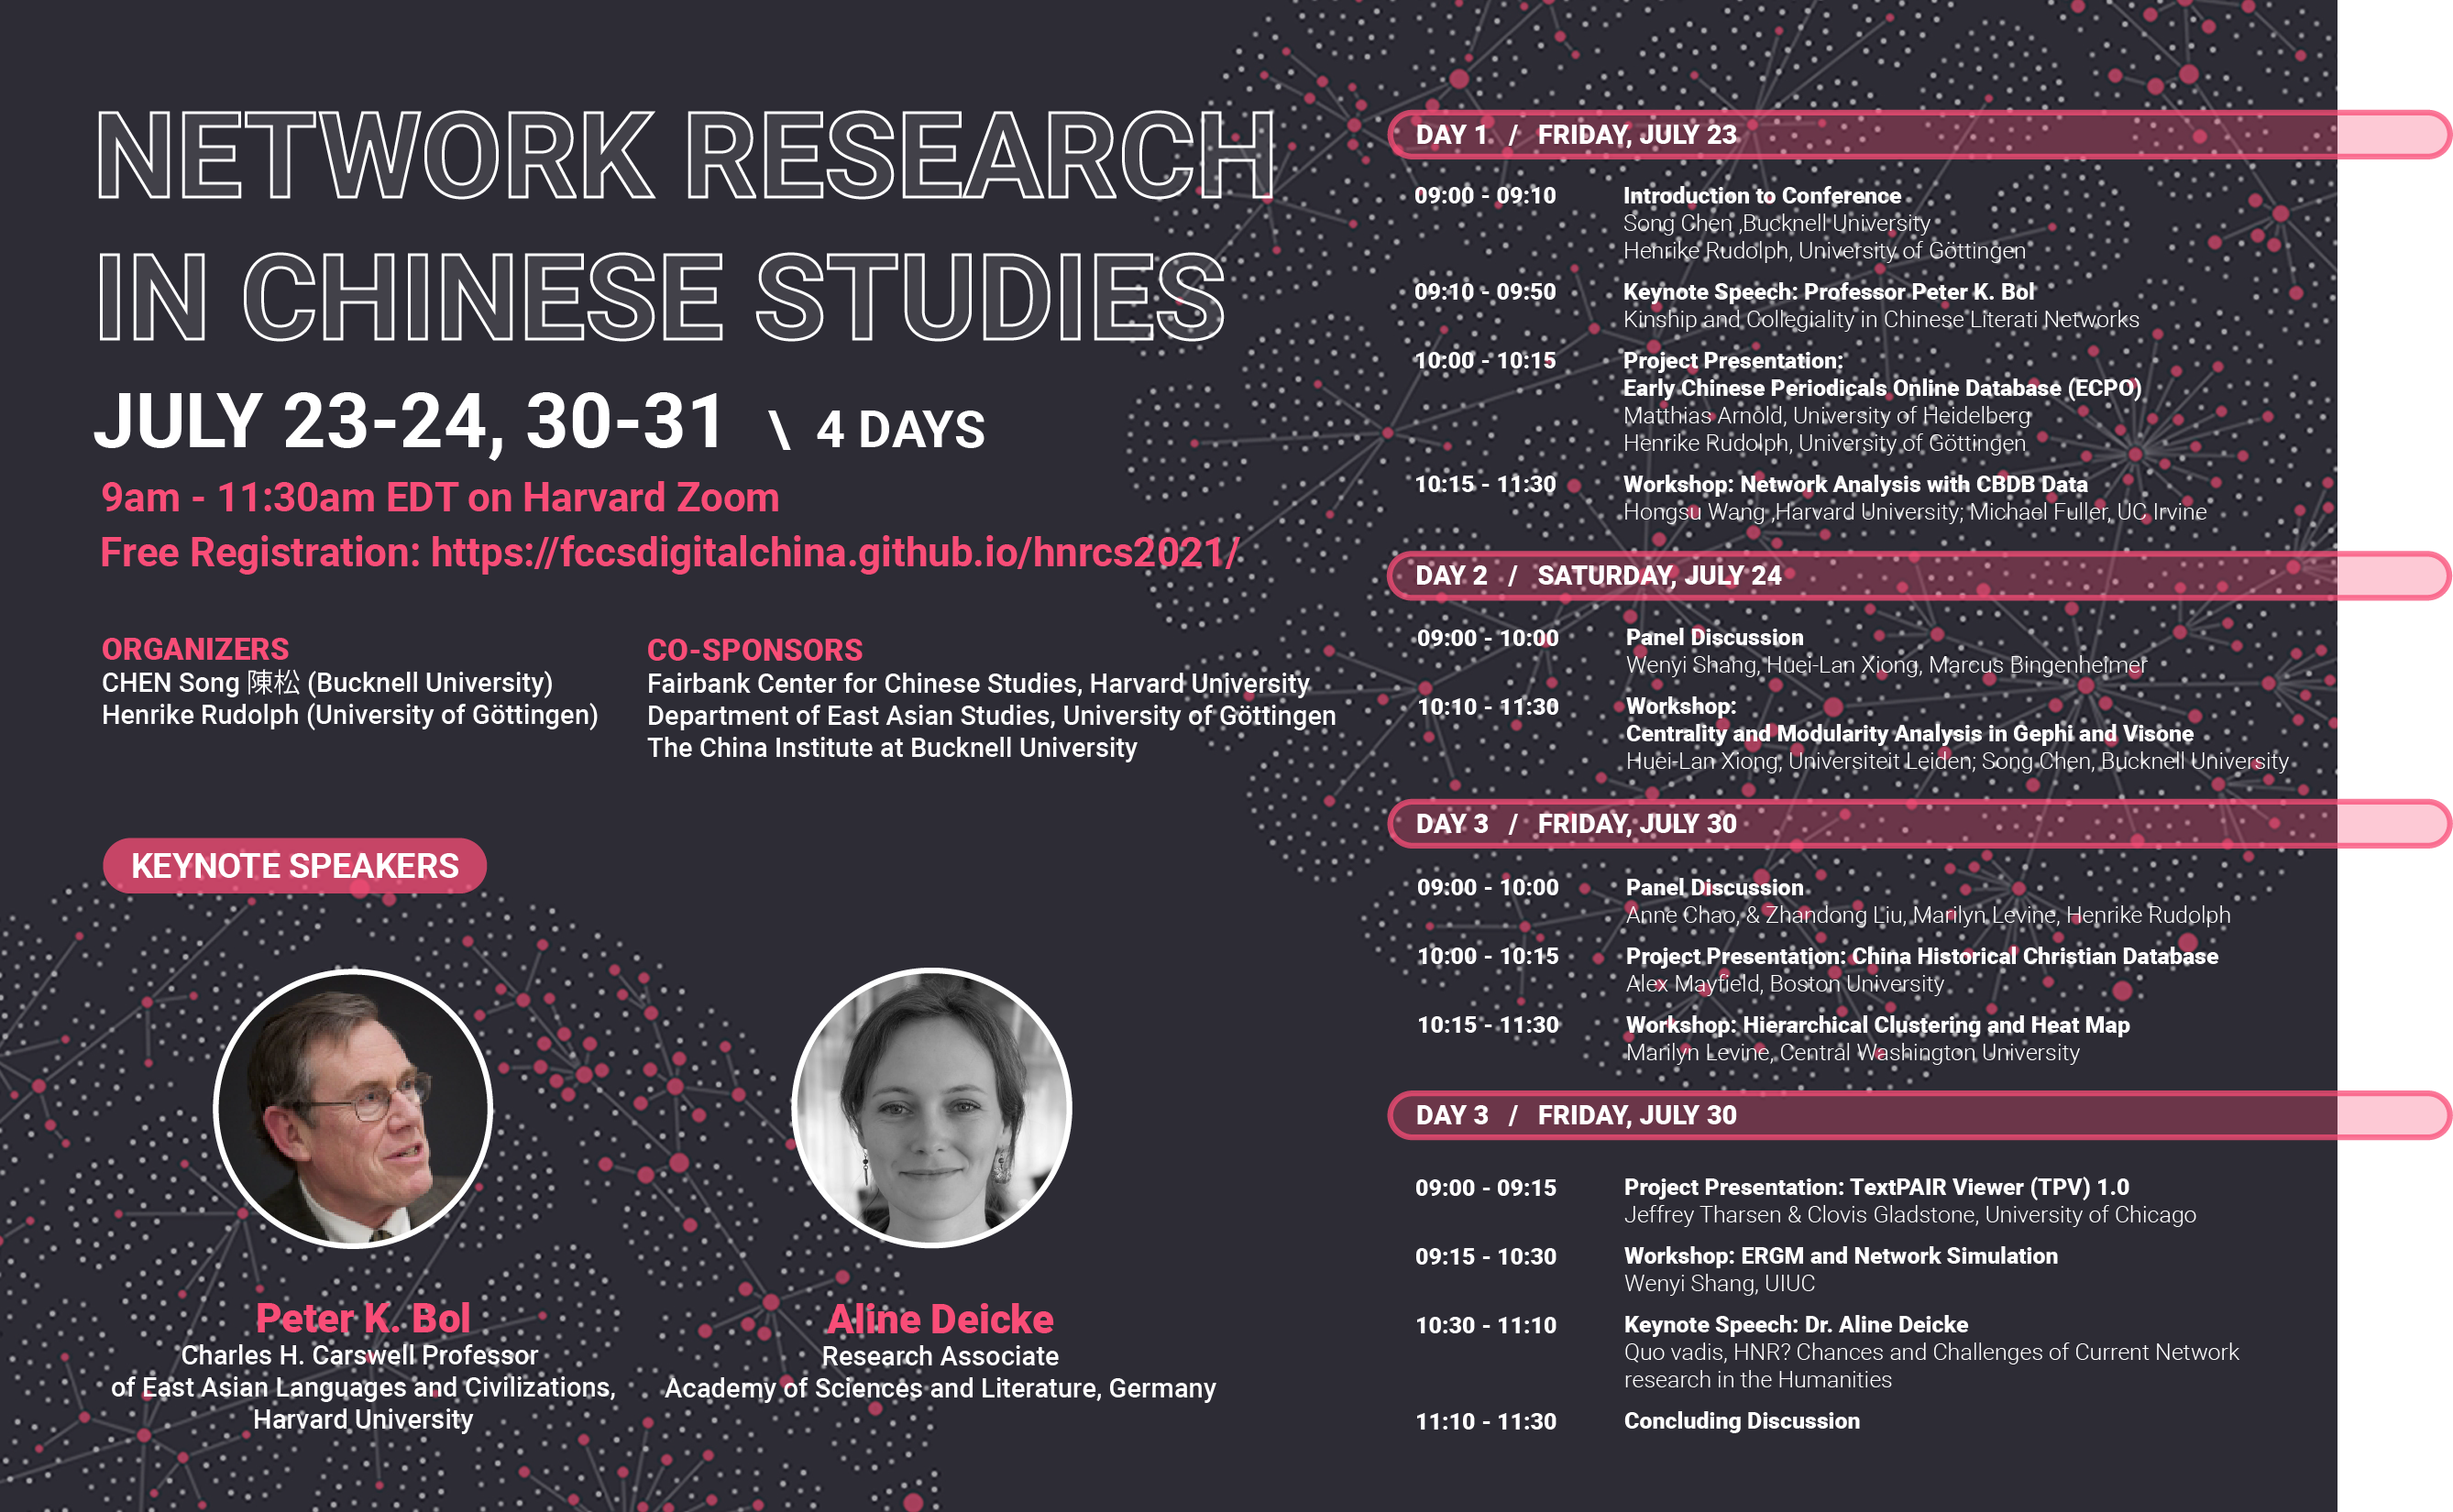 NETWORK RESEARCH
IN CHINESE STUDIES
JULY 23-24, 30-31 \ 4 DAYS
9am - 11:30am EDT on Harvard Zoom
Free Registration: https://fccsdigitalchina.github.io/hnrcs2021/
ORGANIZERS
CHEN Song 陳松 (Bucknell University)
Henrike Rudolph (University of Göttingen)
CO-SPONSORS
Fairbank Center for Chinese Studies, Harvard University
Department of East Asian Studies, University of Göttingen
The China Institute at Bucknell University
KEYNOTE SPEAKERS
Peter K. Bol
Charles H. Carswell Professor
of East Asian Languages and Civilizations,
Harvard University
Aline Deicke
Research Associate
Academy of Sciences and Literature, Germany
DAY 1 / FRIDAY, JULY 23
09:00 - 09:10 Introduction to Conference
Song Chen ,Bucknell University
Henrike Rudolph, University of Göttingen
09:10 - 09:50 Keynote Speech: Professor Peter K. Bol
Kinship and Collegiality in Chinese Literati Networks
10:00 - 10:15 Project Presentation:
Early Chinese Periodicals Online Database (ECPO)
Matthias Arnold, University of Heidelberg
Henrike Rudolph, University of Göttingen
10:15 - 11:30 Workshop: Network Analysis with CBDB Data
Hongsu Wang ,Harvard University; Michael Fuller, UC Irvine
DAY 2 / SATURDAY, JULY 24
09:00 - 10:00 Panel Discussion
Wenyi Shang, Huei-Lan Xiong, Marcus Bingenheimer
10:10 - 11:30 Workshop:
Centrality and Modularity Analysis in Gephi and Visone
Huei-Lan Xiong, Universiteit Leiden; Song Chen, Bucknell University
DAY 3 / FRIDAY, JULY 30
09:00 - 10:00 Panel Discussion
Anne Chao, & Zhandong Liu, Marilyn Levine, Henrike Rudolph
10:00 - 10:15 Project Presentation: China Historical Christian Database
Alex Mayfield, Boston University
10:15 - 11:30 Workshop: Hierarchical Clustering and Heat Map
Marilyn Levine, Central Washington University
DAY 3 / FRIDAY, JULY 30
09:00 - 09:15 Project Presentation: TextPAIR Viewer (TPV) 1.0
Jeffrey Tharsen & Clovis Gladstone, University of Chicago
09:15 - 10:30 Workshop: ERGM and Network Simulation
Wenyi Shang, UIUC
10:30 - 11:10 Keynote Speech: Dr. Aline Deicke
Quo vadis, HNR? Chances and Challenges of Current Network
research in the Humanities
11:10 - 11:30 Concluding Discussion